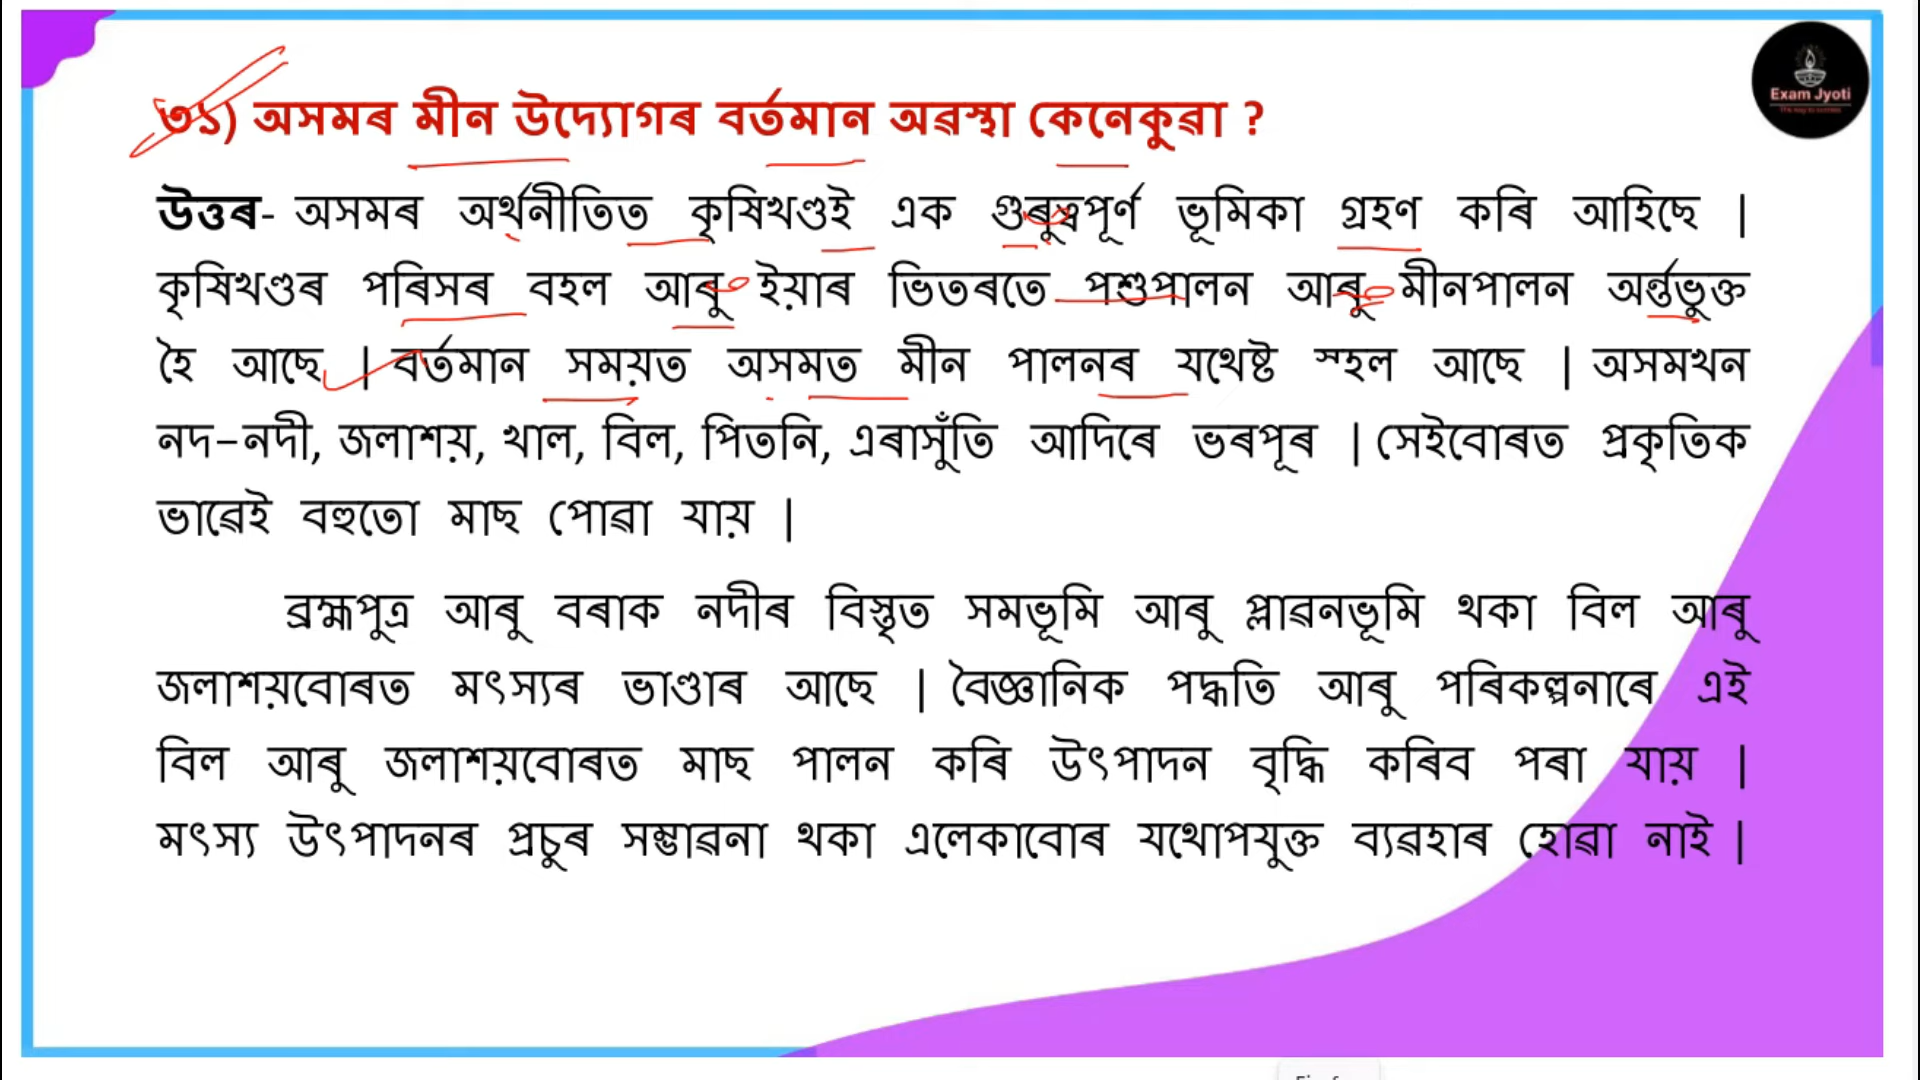 Exam Jyoti
৩১) অসমৰ মীন উদ্যোগৰ বৰ্তমান অৱস্থা কেনেকুৱা ?
উত্তৰ- অসমৰ অৰ্থনীতিত কৃষিখণ্ডই এক গুৰুত্বপূৰ্ণ ভূমিকা গ্ৰহণ কৰি আহিছে |
কৃষিখণ্ডৰ পৰিসৰ বহল আৰু ইয়াৰ ভিতৰতে পশুপালন আৰু মীনপালন অৰ্ন্তভূক্ত
হৈ আছে | বৰ্তমান সময়ত অসমত মীন পালনৰ যথেষ্ট স্হল আছে | অসমখন
নদ–নদী, জলাশয়, খাল, বিল, পিতনি, এৰাসুঁতি আদিৰে ভৰপূৰ | সেইবোৰত প্ৰকৃতিক
ভাৱেই বহুতো মাছ পোৱা যায় |
ব্ৰহ্মপুত্ৰ আৰু বৰাক নদীৰ বিস্তৃত সমভূমি আৰু প্লাৱনভূমি থকা বিল আৰু
জলাশয়বোৰত মৎস্যৰ ভাণ্ডাৰ আছে | বৈজ্ঞানিক পদ্ধতি আৰু পৰিকল্পনাৰে এই
বিল আৰু জলাশয়বোৰত মাছ পালন কৰি উৎপাদন বৃদ্ধি কৰিব পৰা যায় |
মৎস্য উৎপাদনৰ প্ৰচুৰ সম্ভাৱনা থকা এলেকাবোৰ যথোপযুক্ত ব্যৱহাৰ হোৱা নাই |